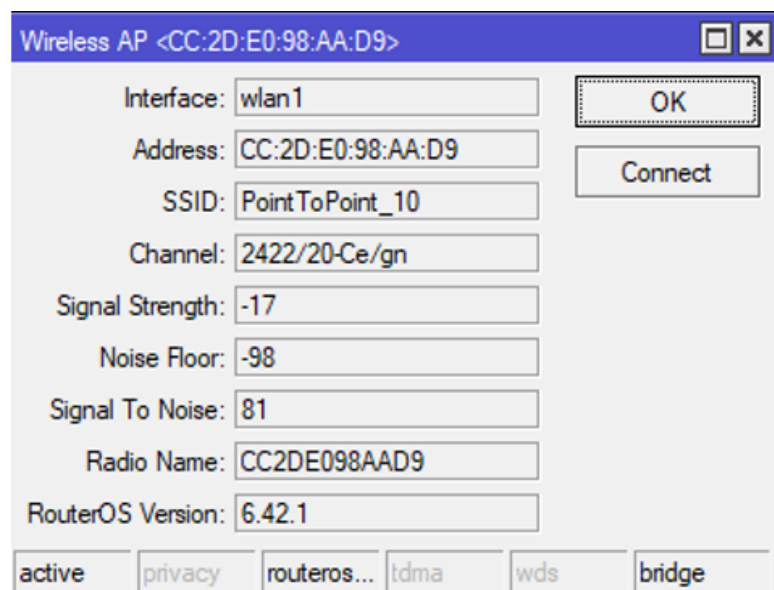 Wireless AP <CC:2D:E0:98:AA:D9>
Interface: wlan1
OK
Address: CC:2D:E0:98:AA:D9
Connect
SSID: PointToPoint_10
Channel: 2422/20-Ce/gn
Signal Strength: -17
Noise Floor: -98
Signal To Noise: 81
Radio Name: CC2DE098AAD9
RouterOS Version: 6.42.1
active privacy routeros... tdma wds bridge